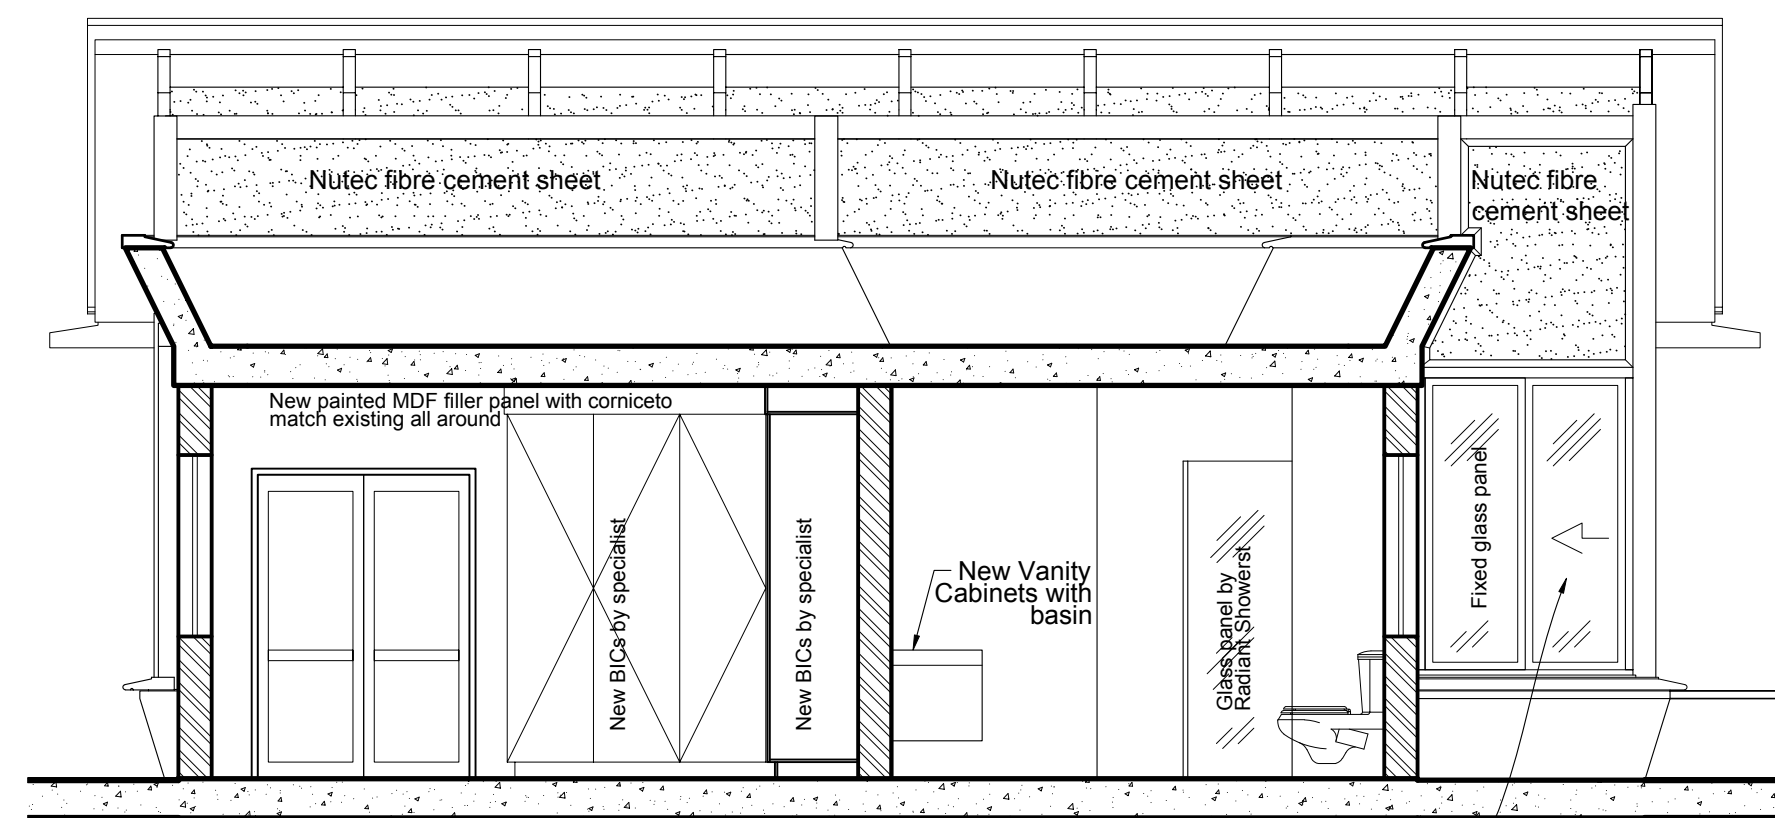 Nutec fibre cement sheet
Nutec fibre cement sheet
Nutec fibre
cement sheet
New painted MDF filler panel with corniceto
match existing all around
New BICs by specialist
New BICs by specialist
New Vanity
Cabinets with
basin
Glass panel by
Radiant Showerst
Fixed glass panel